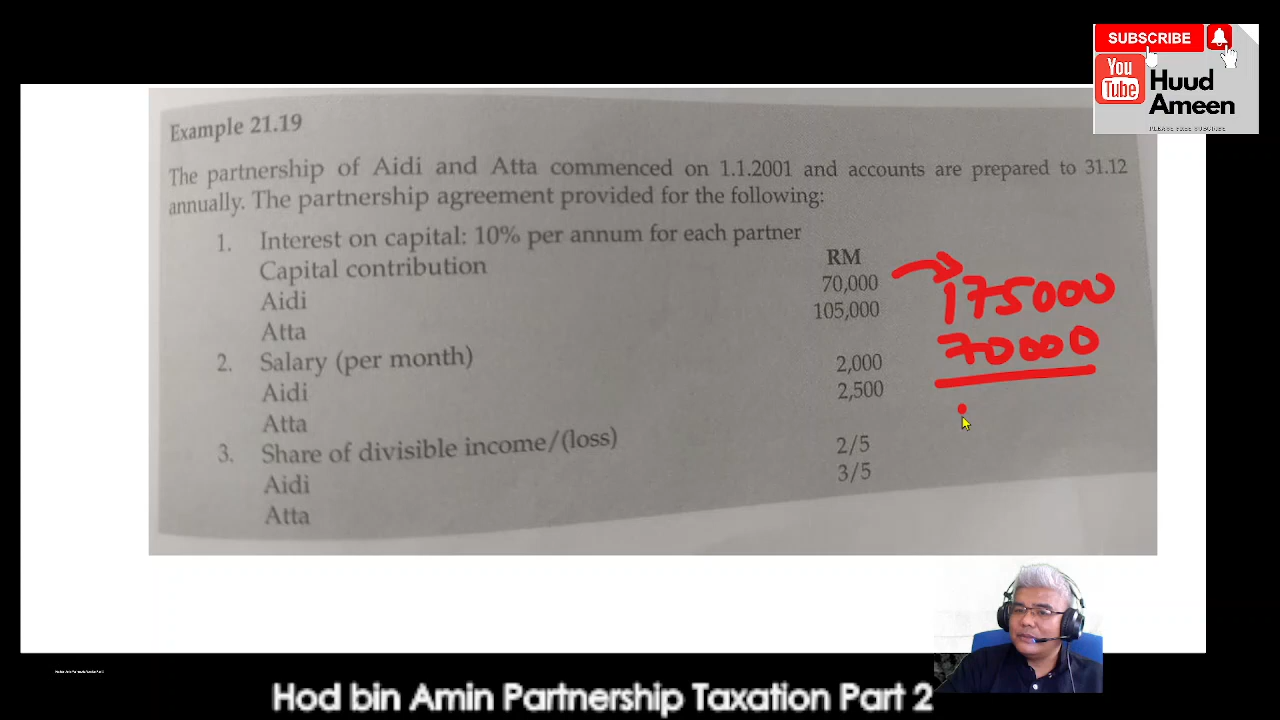 SUBSCRIBE
You
Tube
Huud
Ameen
PLEASE FREE SUBSCRIBE
Example 21.19
The partnership of Aidi and Atta commenced on 1.1.2001 and accounts are prepared to 31.12
annually. The partnership agreement provided for the following:
1. Interest on capital: 10% per annum for each partner
RM
Capital contribution
Aidi 70,000
Atta 105,000
175000
70000
2. Salary (per month)
Aidi 2,000
Atta 2,500
3. Share of divisible income/(loss)
Aidi 2/5
Atta 3/5
Hod bin Amin Partnership Taxation Part 2